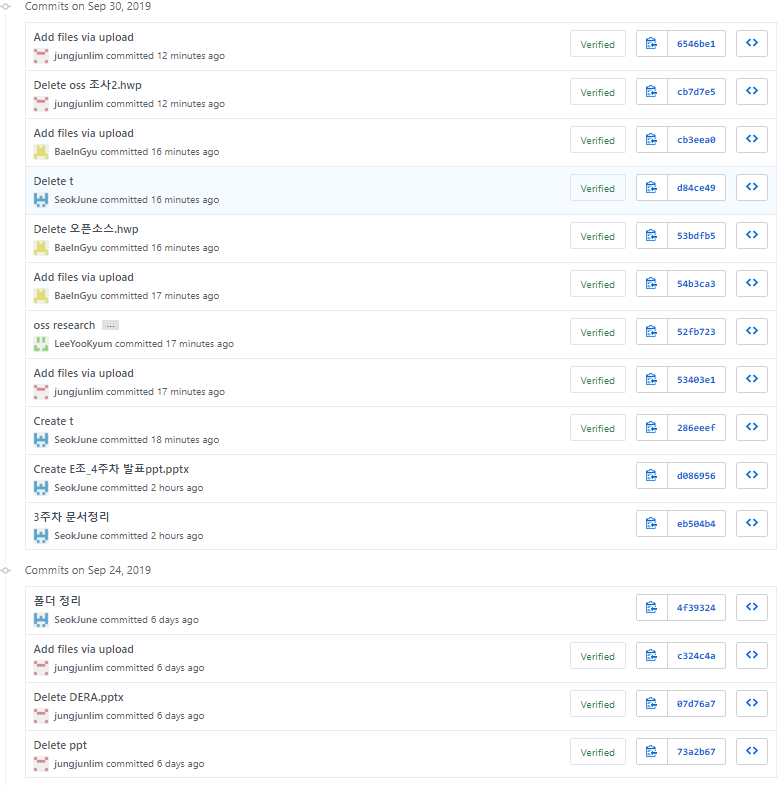 Commits on Sep 30, 2019
Add files via upload
jungjunlim committed 12 minutes ago
Verified
6546be1
Delete oss 조사2.hwp
jungjunlim committed 12 minutes ago
Verified
cb7d7e5
Add files via upload
BaeInGyu committed 16 minutes ago
Verified
cb3eea0
Delete t
SeokJune committed 16 minutes ago
Verified
d84ce49
Delete 오픈소스.hwp
BaeInGyu committed 16 minutes ago
Verified
53bdfb5
Add files via upload
BaeInGyu committed 17 minutes ago
Verified
54b3ca3
oss research ...
LeeYooKyum committed 17 minutes ago
Verified
52fb723
Add files via upload
jungjunlim committed 17 minutes ago
Verified
53403e1
Create t
SeokJune committed 18 minutes ago
Verified
286eeef
Create E조_4주차 발표ppt.pptx
SeokJune committed 2 hours ago
d086956
3주차 문서정리
SeokJune committed 2 hours ago
eb504b4
Commits on Sep 24, 2019
폴더 정리
SeokJune committed 6 days ago
4f39324
Add files via upload
jungjunlim committed 6 days ago
Verified
c324c4a
Delete DERA.pptx
jungjunlim committed 6 days ago
Verified
07d76a7
Delete ppt
jungjunlim committed 6 days ago
Verified
73a2b67